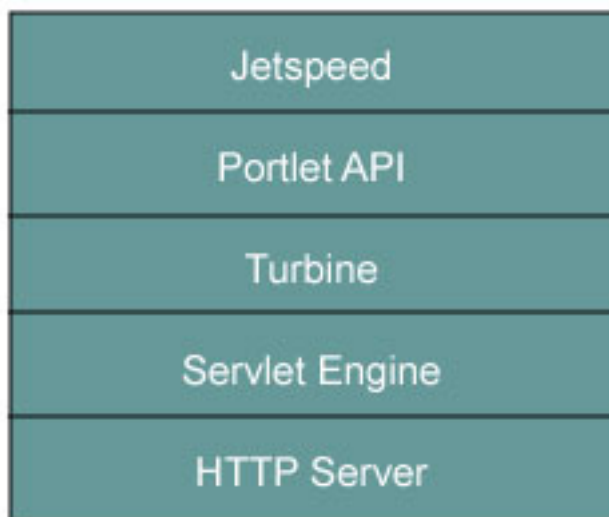 Jetspeed
Portlet API
Turbine
Servlet Engine
HTTP Server